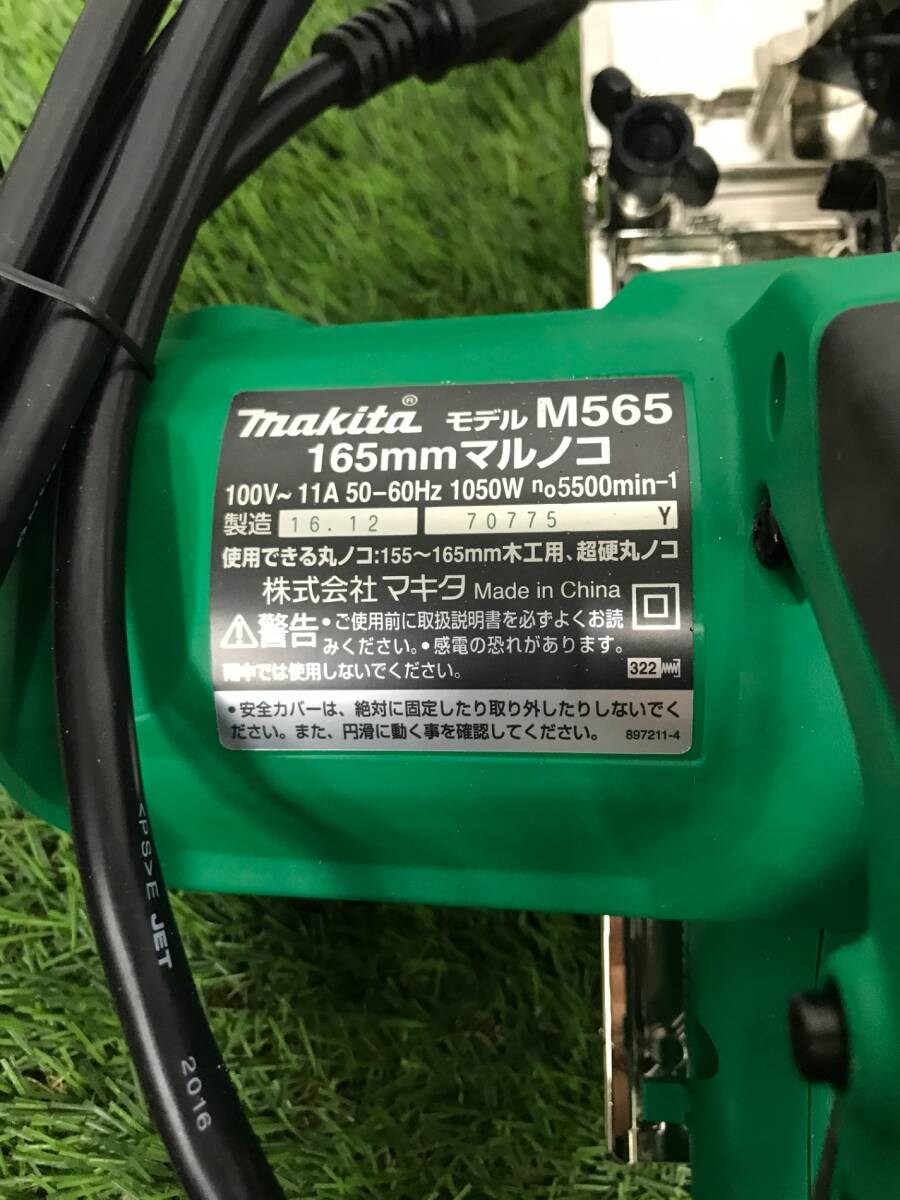 makita® モデル M565
165mmマルノコ
100V～11A 50-60Hz 1050W no5500min-1
製造 16.12 70775 Y
使用できる丸ノコ:155～165mm木工用、超硬丸ノコ
株式会社 マキタ Made in China
警告 •ご使用前に取扱説明書を必ずよくお読
みください。•感電の恐れがあります。
雨中では使用しないでください。 322
•安全カバーは、絶対に固定したり取り外したりしないでく
ださい。また、円滑に動く事を確認してください。 897211-4
<PS>E JET
2016